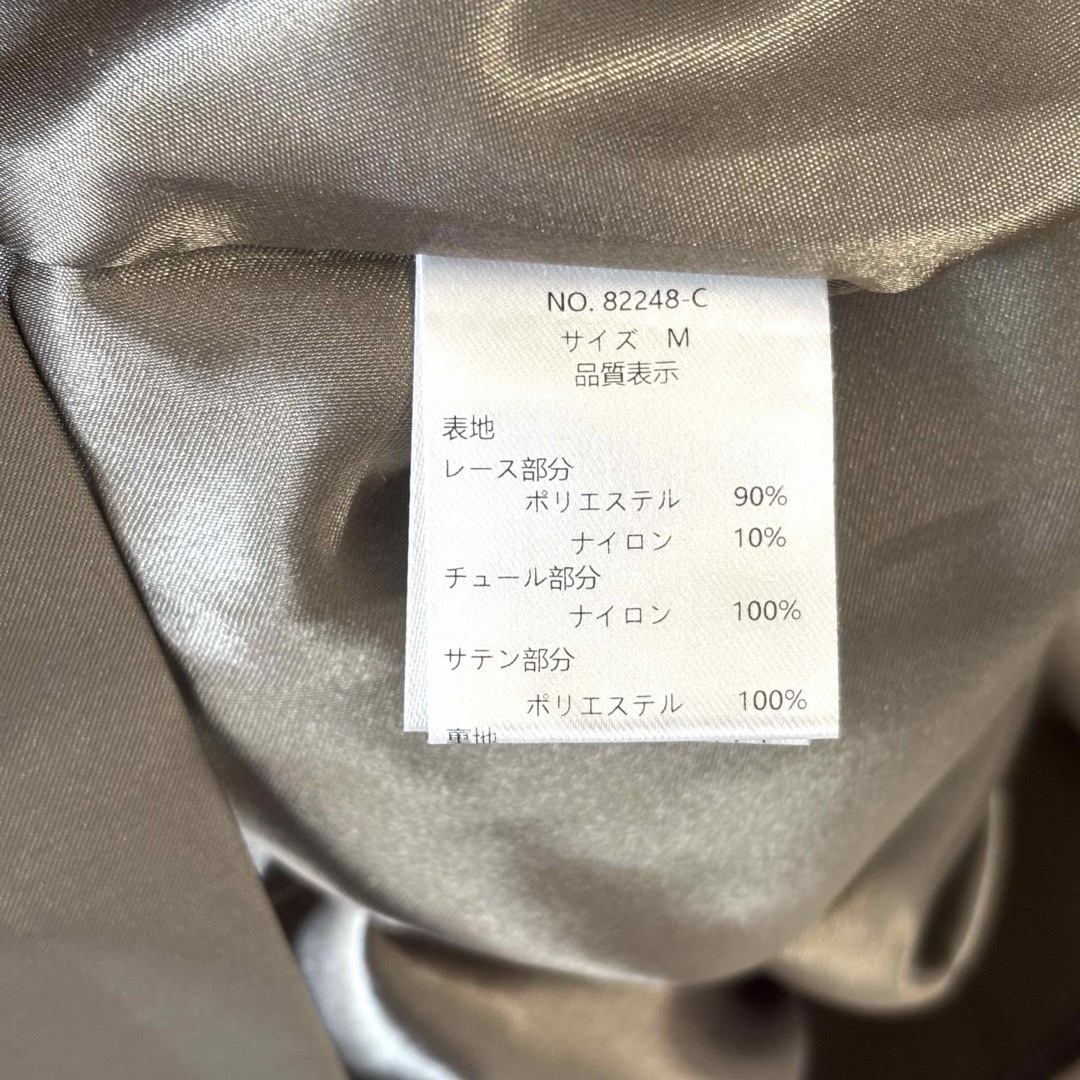 NO. 82248-C
サイズ M
品質表示
表地
レース部分
ポリエステル 90%
ナイロン 10%
チュール部分
ナイロン 100%
サテン部分
ポリエステル 100%
裏地